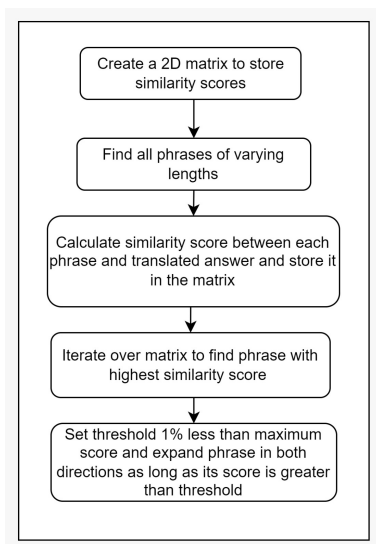 Create a 2D matrix to store
similarity scores
Find all phrases of varying
lengths
Calculate similarity score between each
phrase and translated answer and store it
in the matrix
Iterate over matrix to find phrase with
highest similarity score
Set threshold 1% less than maximum
score and expand phrase in both
directions as long as its score is greater
than threshold